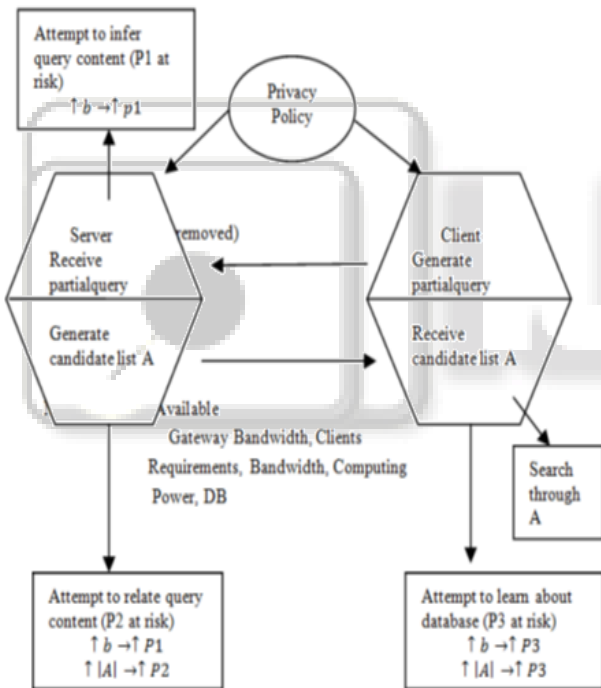 Attempt to infer
query content (P1 at
risk)
↑ b →↑ p1
Privacy
Policy
Server
Receive
partialquery
removed)
Client
Generate
partialquery
Generate
candidate list A
Receive
candidate list A
Available
Gateway Bandwidth, Clients
Requirements, Bandwidth, Computing
Power, DB
Search
through
A
Attempt to relate query
content (P2 at risk)
↑ b →↑ P1
↑ |A| →↑ P2
Attempt to learn about
database (P3 at risk)
↑ b →↑ P3
↑ |A| →↑ P3